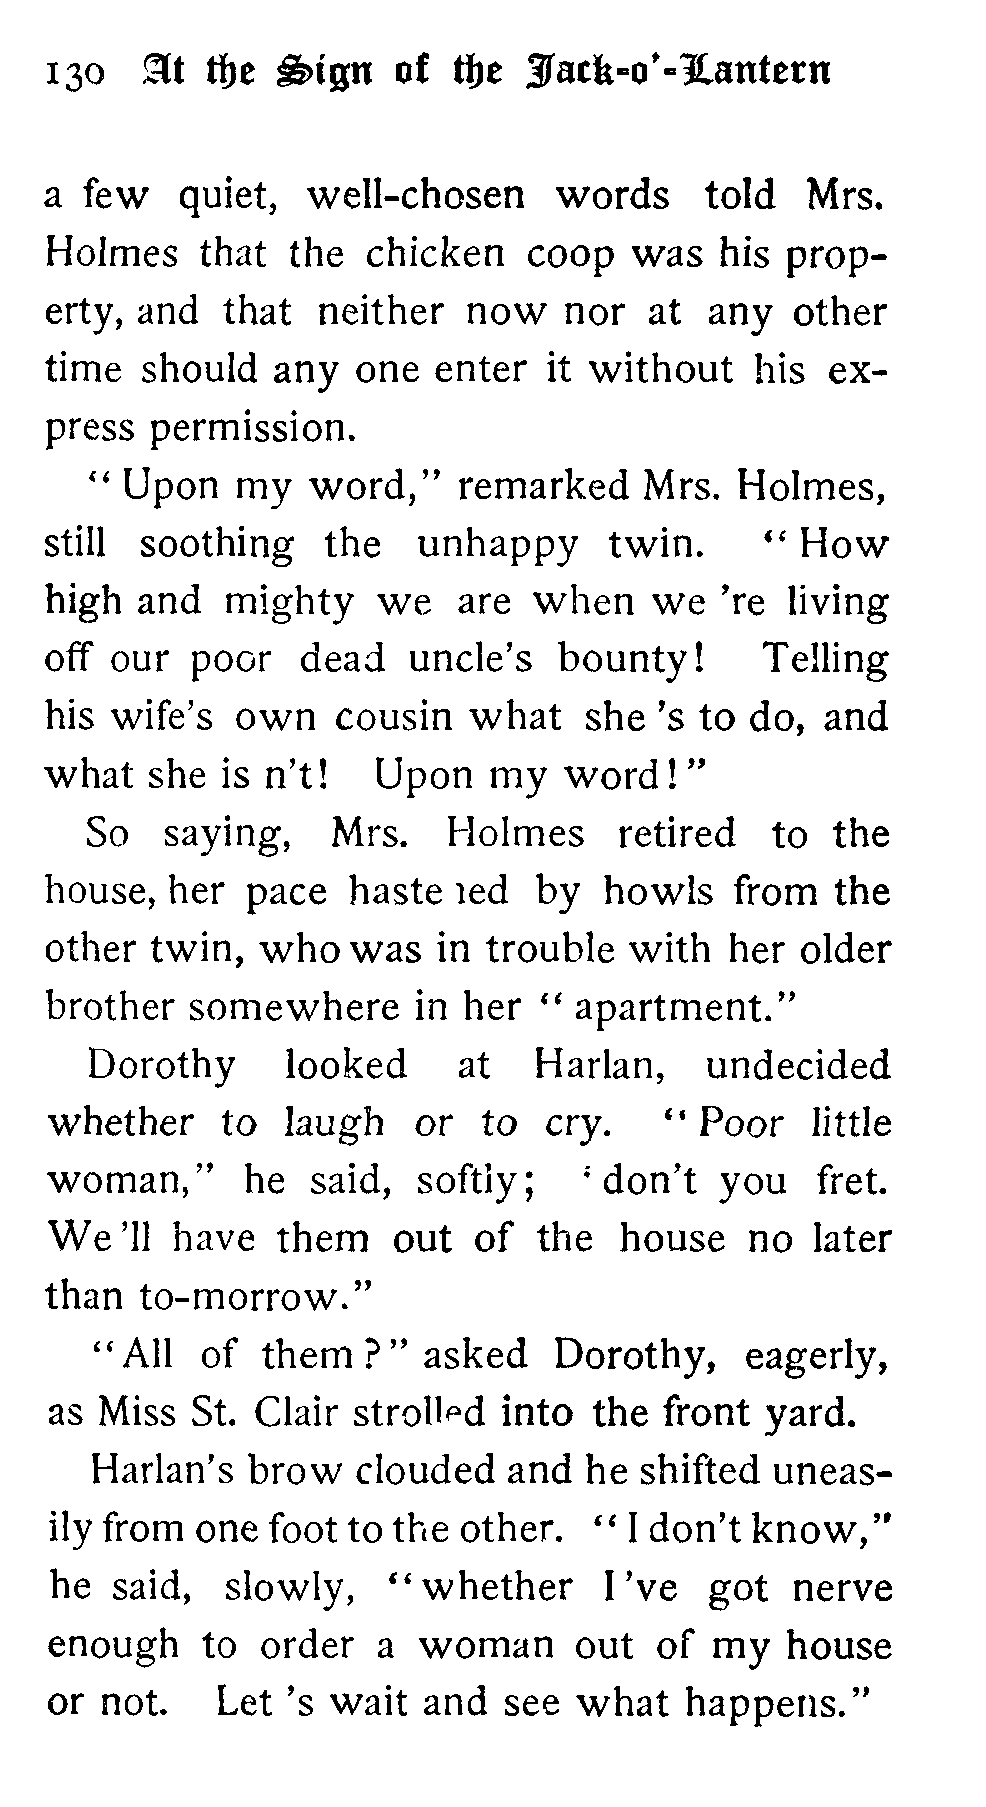 130 At the Sign of the Jack-o'-Lantern
a few quiet, well-chosen words told Mrs.
Holmes that the chicken coop was his prop-
erty, and that neither now nor at any other
time should any one enter it without his ex-
press permission.
"Upon my word," remarked Mrs. Holmes,
still soothing the unhappy twin. "How
high and mighty we are when we 're living
off our poor dead uncle's bounty! Telling
his wife's own cousin what she 's to do, and
what she is n't! Upon my word!"
So saying, Mrs. Holmes retired to the
house, her pace hastened by howls from the
other twin, who was in trouble with her older
brother somewhere in her "apartment."
Dorothy looked at Harlan, undecided
whether to laugh or to cry. "Poor little
woman," he said, softly; "don't you fret.
We 'll have them out of the house no later
than to-morrow."
"All of them?" asked Dorothy, eagerly,
as Miss St. Clair strolled into the front yard.
Harlan's brow clouded and he shifted uneas-
ily from one foot to the other. "I don't know,"
he said, slowly, "whether I 've got nerve
enough to order a woman out of my house
or not. Let 's wait and see what happens."